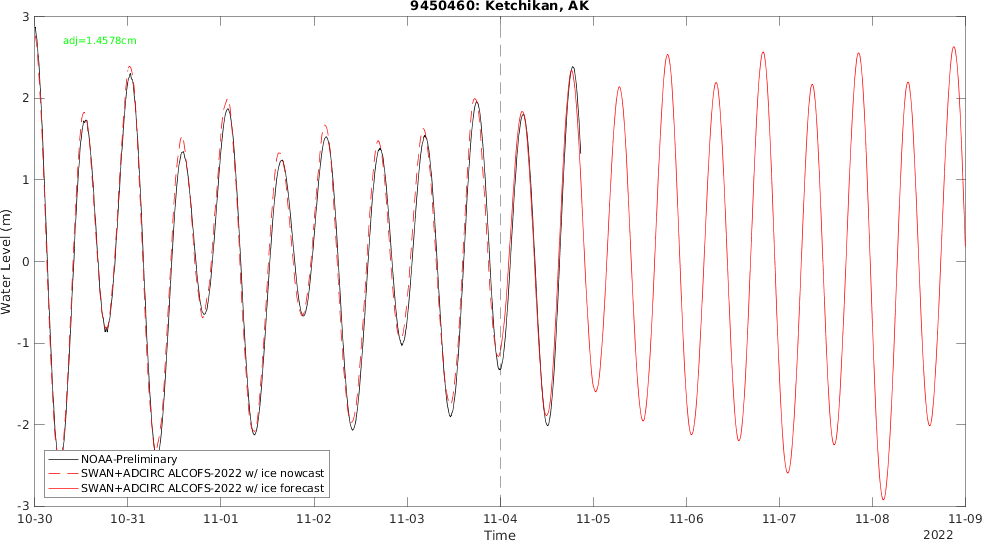 9450460: Ketchikan, AK
adj=1.4578cm
3
2
1
0
-1
-2
-3
Water Level (m)
NOAA-Preliminary
SWAN+ADCIRC ALCOFS-2022 w/ ice nowcast
SWAN+ADCIRC ALCOFS-2022 w/ ice forecast
10-30 10-31 11-01 11-02 11-03 11-04 11-05 11-06 11-07 11-08 11-09
Time
2022